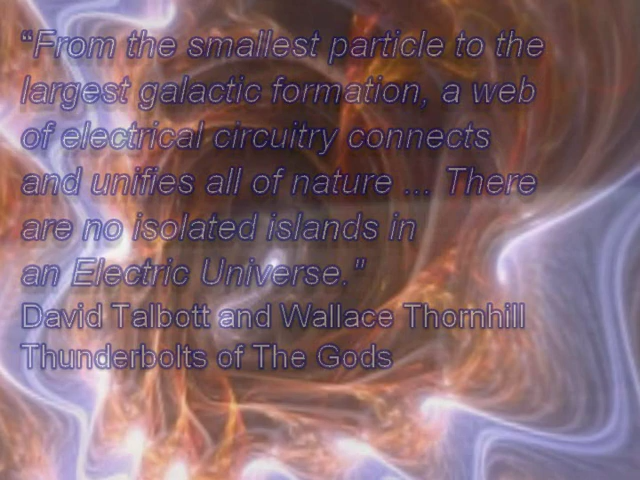 “From the smallest particle to the
largest galactic formation, a web
of electrical circuitry connects
and unifies all of nature ... There
are no isolated islands in
an Electric Universe.”
David Talbott and Wallace Thornhill
Thunderbolts of The Gods